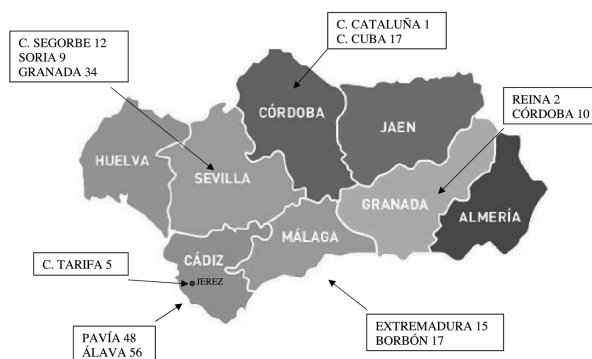 C. CATALUÑA 1
C. CUBA 17
C. SEGORBE 12
SORIA 9
GRANADA 34
REINA 2
CÓRDOBA 10
CÓRDOBA
JAEN
HUELVA
SEVILLA
GRANADA
ALMERÍA
MÁLAGA
CÁDIZ
C. TARIFA 5
JEREZ
PAVÍA 48
ÁLAVA 56
EXTREMADURA 15
BORBÓN 17